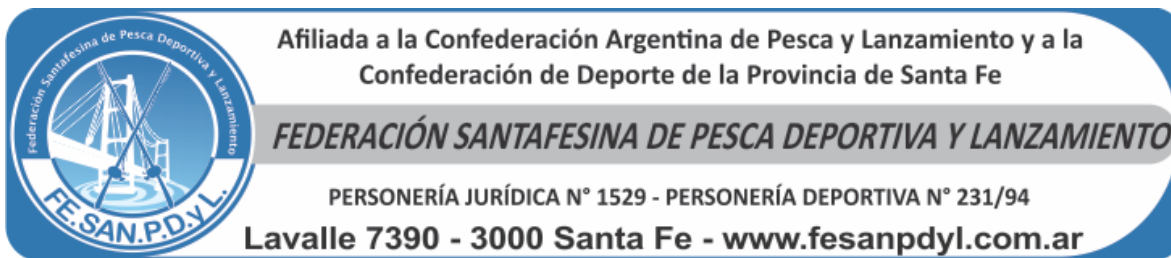 Federación Santafesina de Pesca Deportiva y Lanzamiento
FE.SAN.P.D.y L.
Afiliada a la Confederación Argentina de Pesca y Lanzamiento y a la
Confederación de Deporte de la Provincia de Santa Fe
FEDERACIÓN SANTAFESINA DE PESCA DEPORTIVA Y LANZAMIENTO
PERSONERÍA JURÍDICA N° 1529 - PERSONERÍA DEPORTIVA N° 231/94
Lavalle 7390 - 3000 Santa Fe - www.fesanpdyl.com.ar